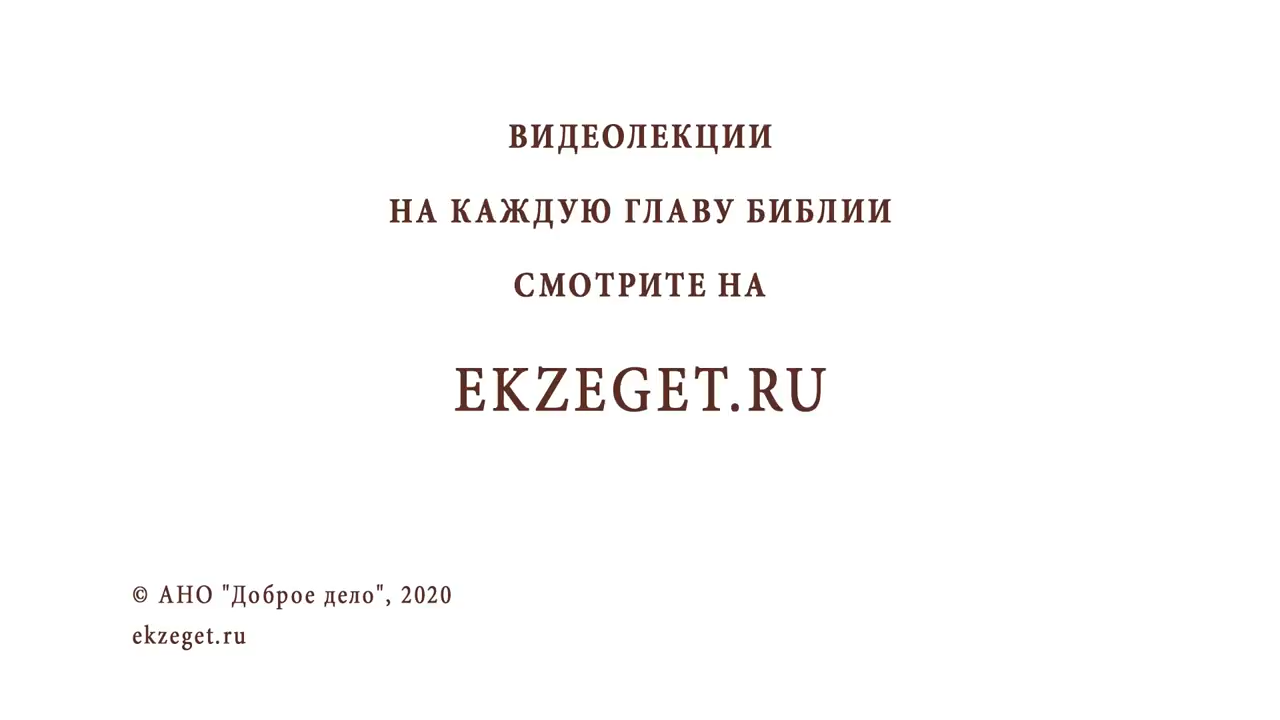 ВИДЕОЛЕКЦИИ
НА КАЖДУЮ ГЛАВУ БИБЛИИ
СМОТРИТЕ НА
EKZEGET.RU
© АНО "Доброе дело", 2020
ekzeget.ru